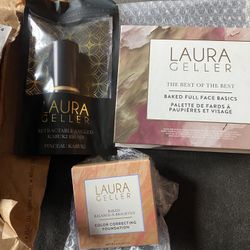 LAURA
GELLER
RETRACTABLE ANGLED
KABUKI BRUSH
PINCEAU KABUKI
LAURA
GELLER
THE BEST OF THE BEST
BAKED FULL FACE BASICS
PALETTE DE FARDS À
PAUPIÈRES ET VISAGE
LAURA
GELLER
BAKED
BALANCE-N-BRIGHTEN
COLOR CORRECTING
FOUNDATION